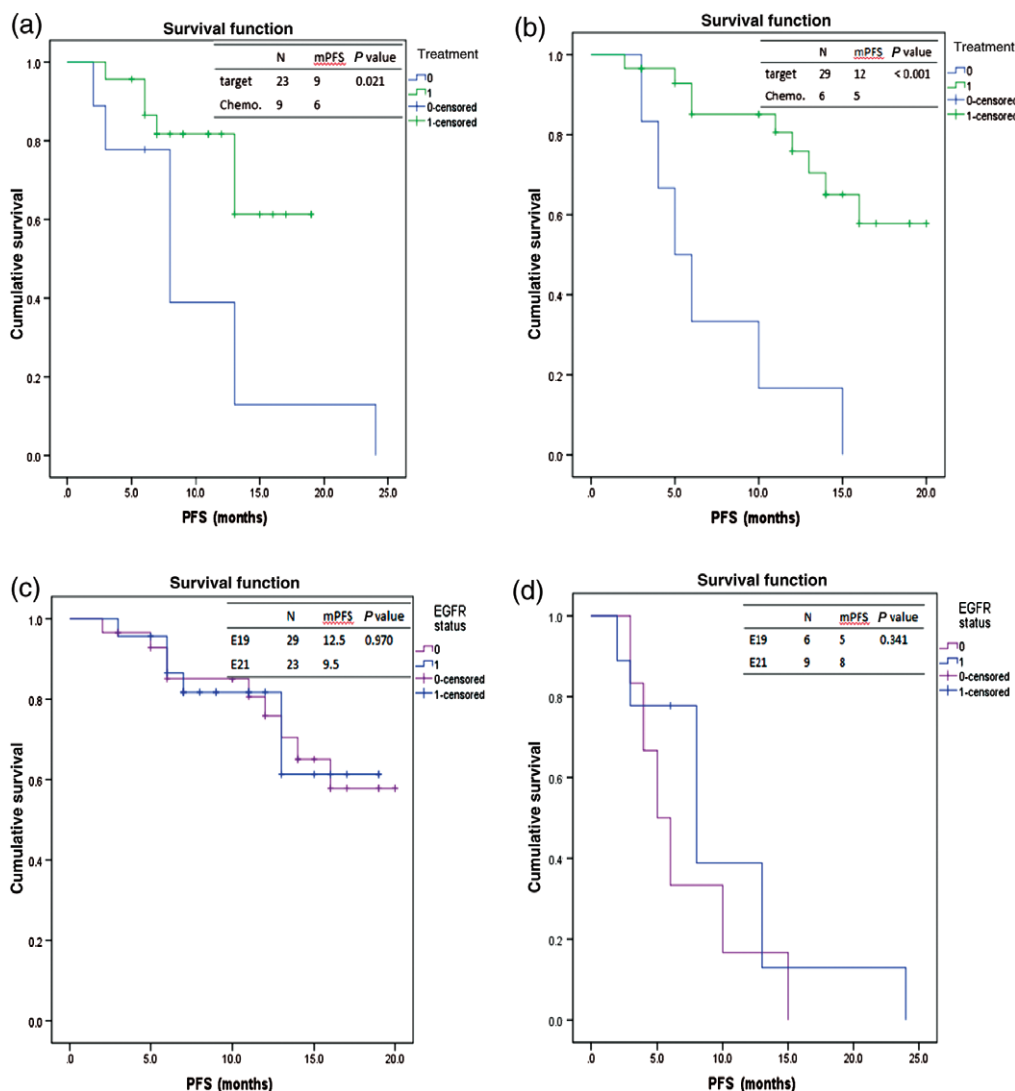 (a)
Survival function
N mPFS P value
target 23 9 0.021
Chemo. 9 6
Treatment
0
1
0-censored
1-censored
Cumulative survival
1.0
0.8
0.6
0.4
0.2
0.0
.0 5.0 10.0 15.0 20.0 25.0
PFS (months)
(b)
Survival function
N mPFS P value
target 29 12 < 0.001
Chemo. 6 5
Treatment
0
1
0-censored
1-censored
Cumulative survival
1.0
0.8
0.6
0.4
0.2
0.0
.0 5.0 10.0 15.0 20.0
PFS (months)
(c)
Survival function
N mPFS P value
E19 29 12.5 0.970
E21 23 9.5
EGFR
status
0
1
0-censored
1-censored
Cumulative survival
1.0
0.8
0.6
0.4
0.2
0.0
.0 5.0 10.0 15.0 20.0
PFS (months)
(d)
Survival function
N mPFS P value
E19 6 5 0.341
E21 9 8
EGFR
status
0
1
0-censored
1-censored
Cumulative survival
1.0
0.8
0.6
0.4
0.2
0.0
.0 5.0 10.0 15.0 20.0 25.0
PFS (months)